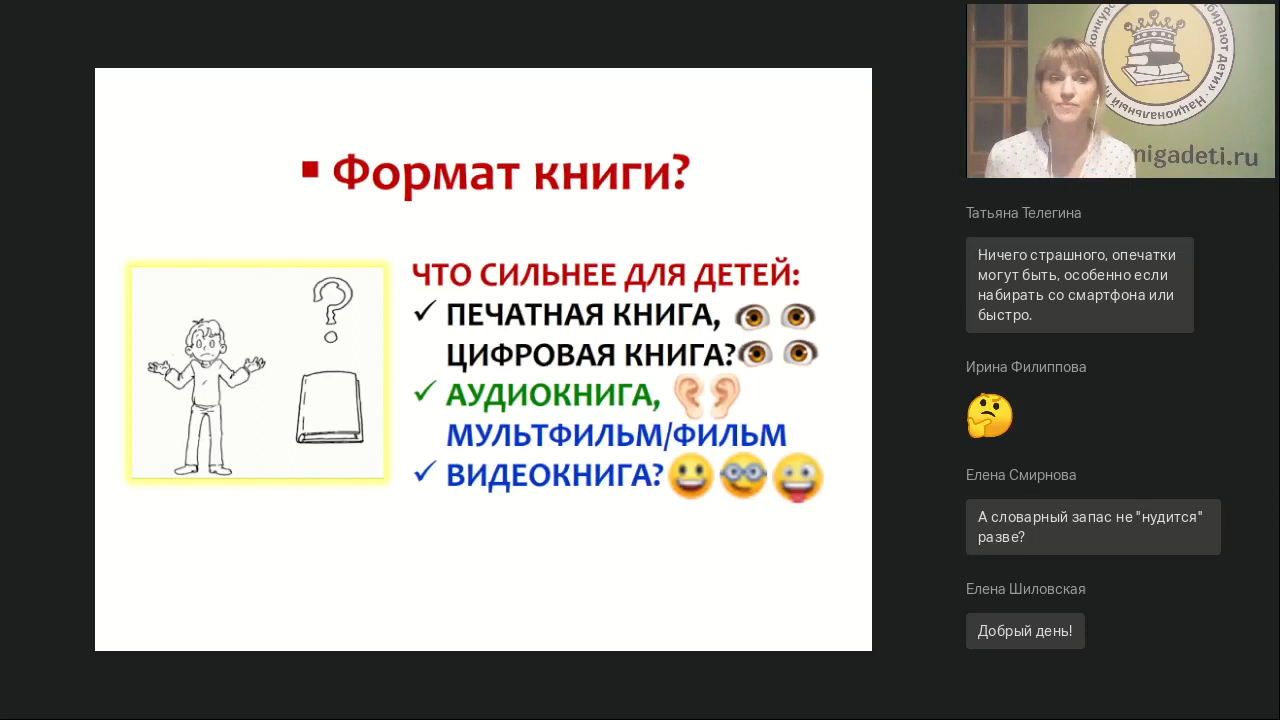 Формат книги?
ЧТО СИЛЬНЕЕ ДЛЯ ДЕТЕЙ:
ПЕЧАТНАЯ КНИГА,
ЦИФРОВАЯ КНИГА?
АУДИОКНИГА,
МУЛЬТФИЛЬМ/ФИЛЬМ
ВИДЕОКНИГА?
nigadeti.ru
Татьяна Телегина
Ничего страшного, опечатки
могут быть, особенно если
набирать со смартфона или
быстро.
Ирина Филиппова
Елена Смирнова
А словарный запас не "нудится"
разве?
Елена Шиловская
Добрый день!